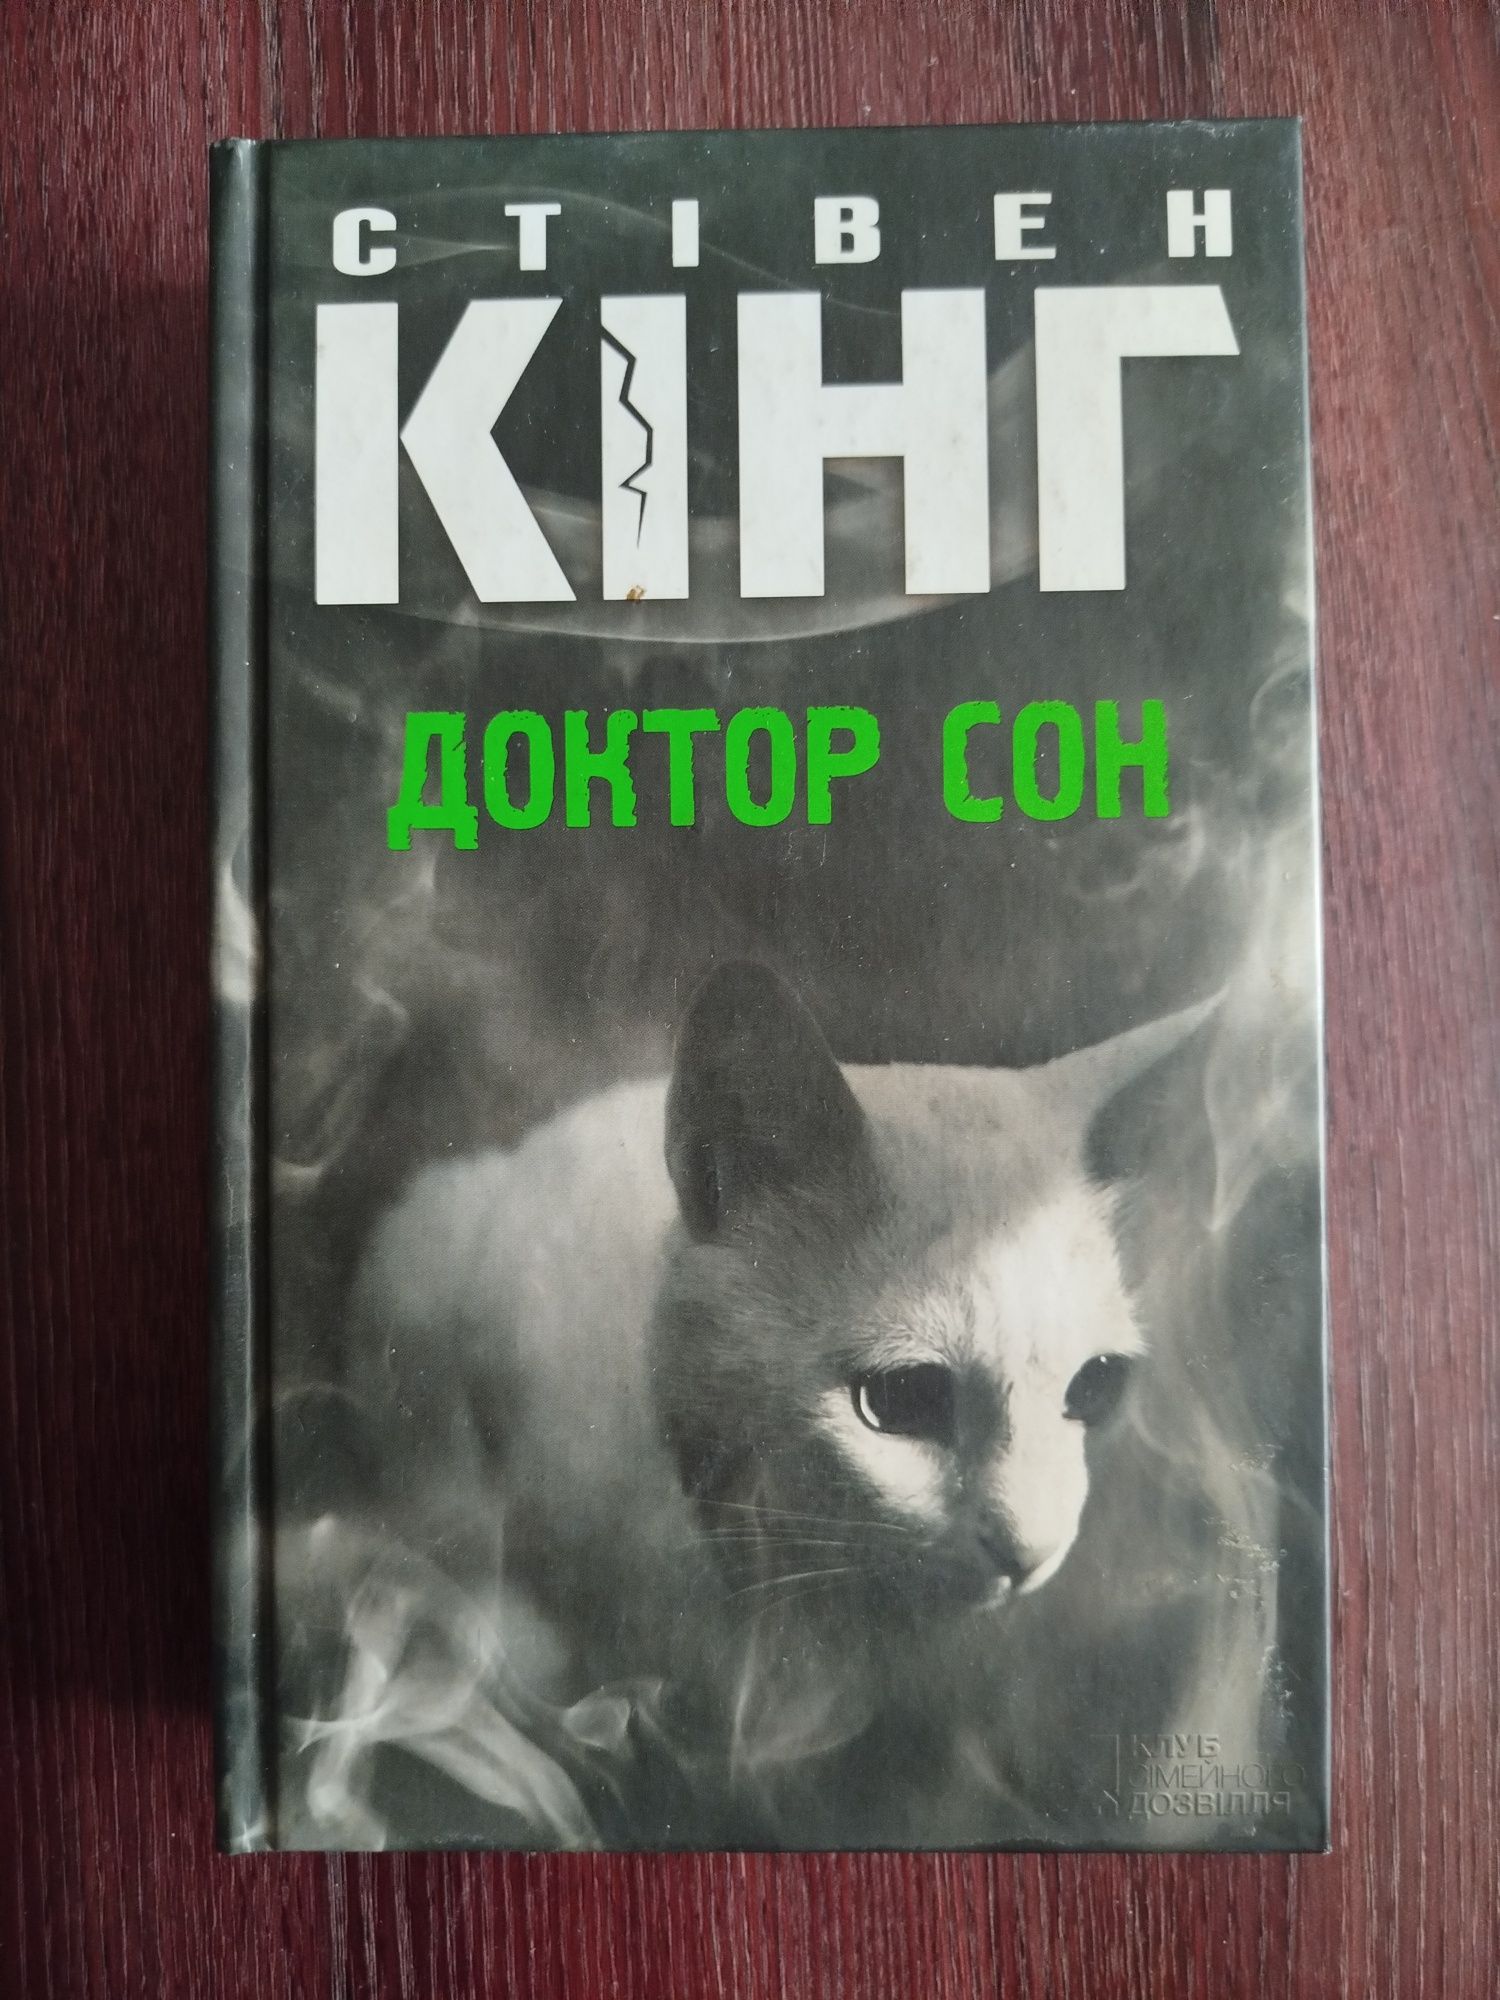 СТІВЕН
КІНГ
ДОКТОР СОН
КЛУБ
СІМЕЙНОГО
ДОЗВІЛЛЯ